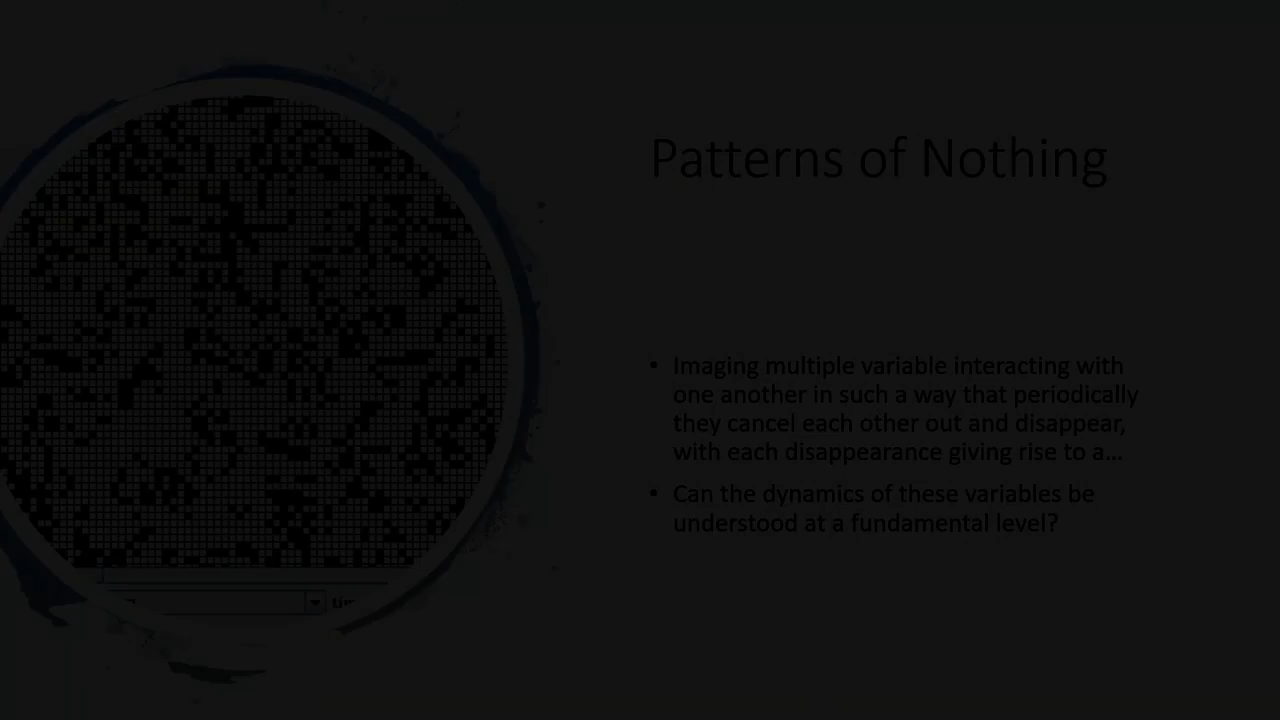 Patterns of Nothing
• Imaging multiple variable interacting with
one another in such a way that periodically
they cancel each other out and disappear,
with each disappearance giving rise to a...
• Can the dynamics of these variables be
understood at a fundamental level?